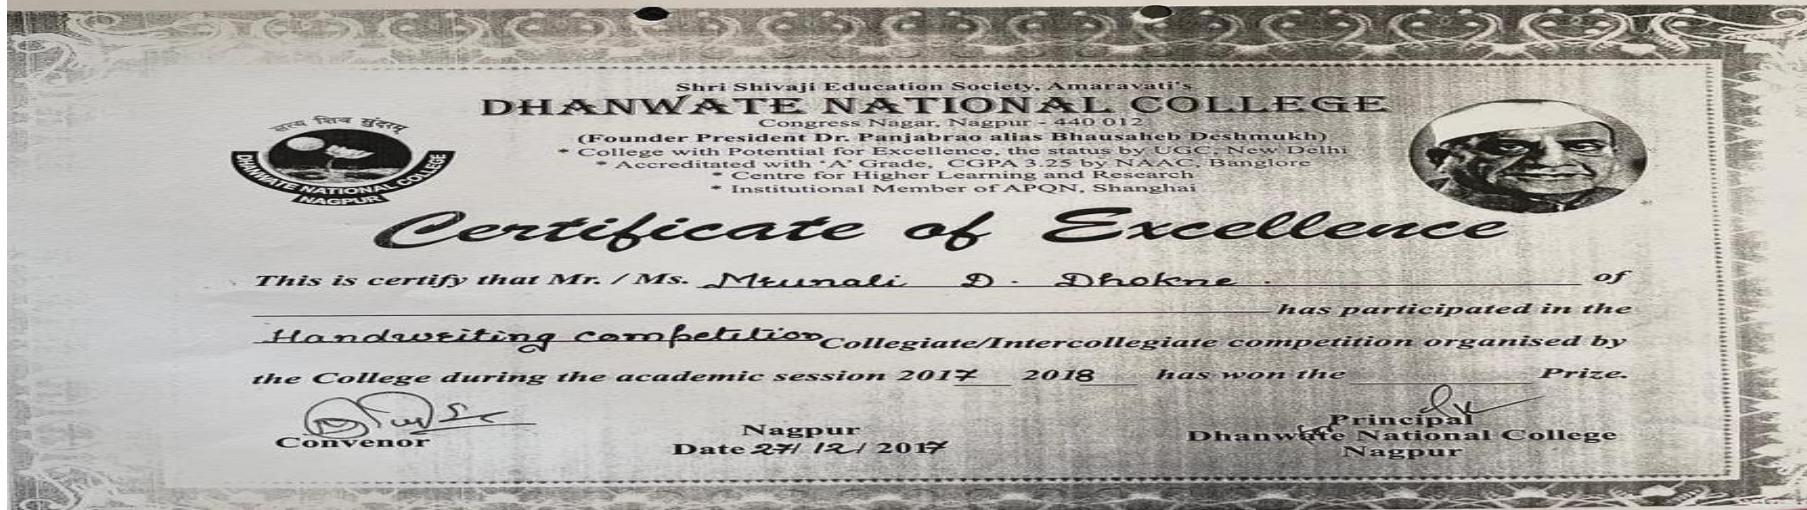 Shri Shivaji Education Society, Amaravati's
DHANWATE NATIONAL COLLEGE
Congress Nagar, Nagpur - 440 012
(Founder President Dr. Panjabrao alias Bhausaheb Deshmukh)
* College with Potential for Excellence, the status by UGC, New Delhi
* Accreditated with 'A' Grade, CGPA 3.25 by NAAC, Banglore
* Centre for Higher Learning and Research
* Institutional Member of APQN, Shanghai
सत्य शिव सुंदरम्
DHANWATE NATIONAL COLLEGE
NAGPUR
Certificate of Excellence
This is certify that Mr. / Ms. Mrunali D. Dhokne. of
has participated in the
Handwriting competition Collegiate/Intercollegiate competition organised by
the College during the academic session 2017 2018 has won the Prize.
Convenor
Nagpur
Date 27/12/2017
Principal
Dhanwate National College
Nagpur